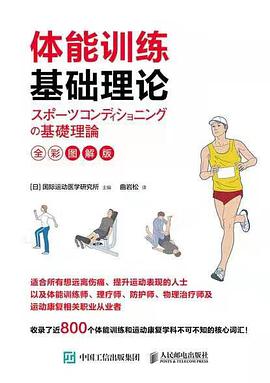 体能训练
基础理论
スポーツコンディショニング
の基礎理論
全彩图解版
［日］国际运动医学研究所 主编 曲岩松 译
适合所有想远离伤痛、提升运动表现的人士
以及体能训练师、理疗师、防护师、物理治疗师及
运动康复相关职业从业者
收录了近800个体能训练和运动康复学科不可不知的核心词汇！
中国工信出版集团 人民邮电出版社